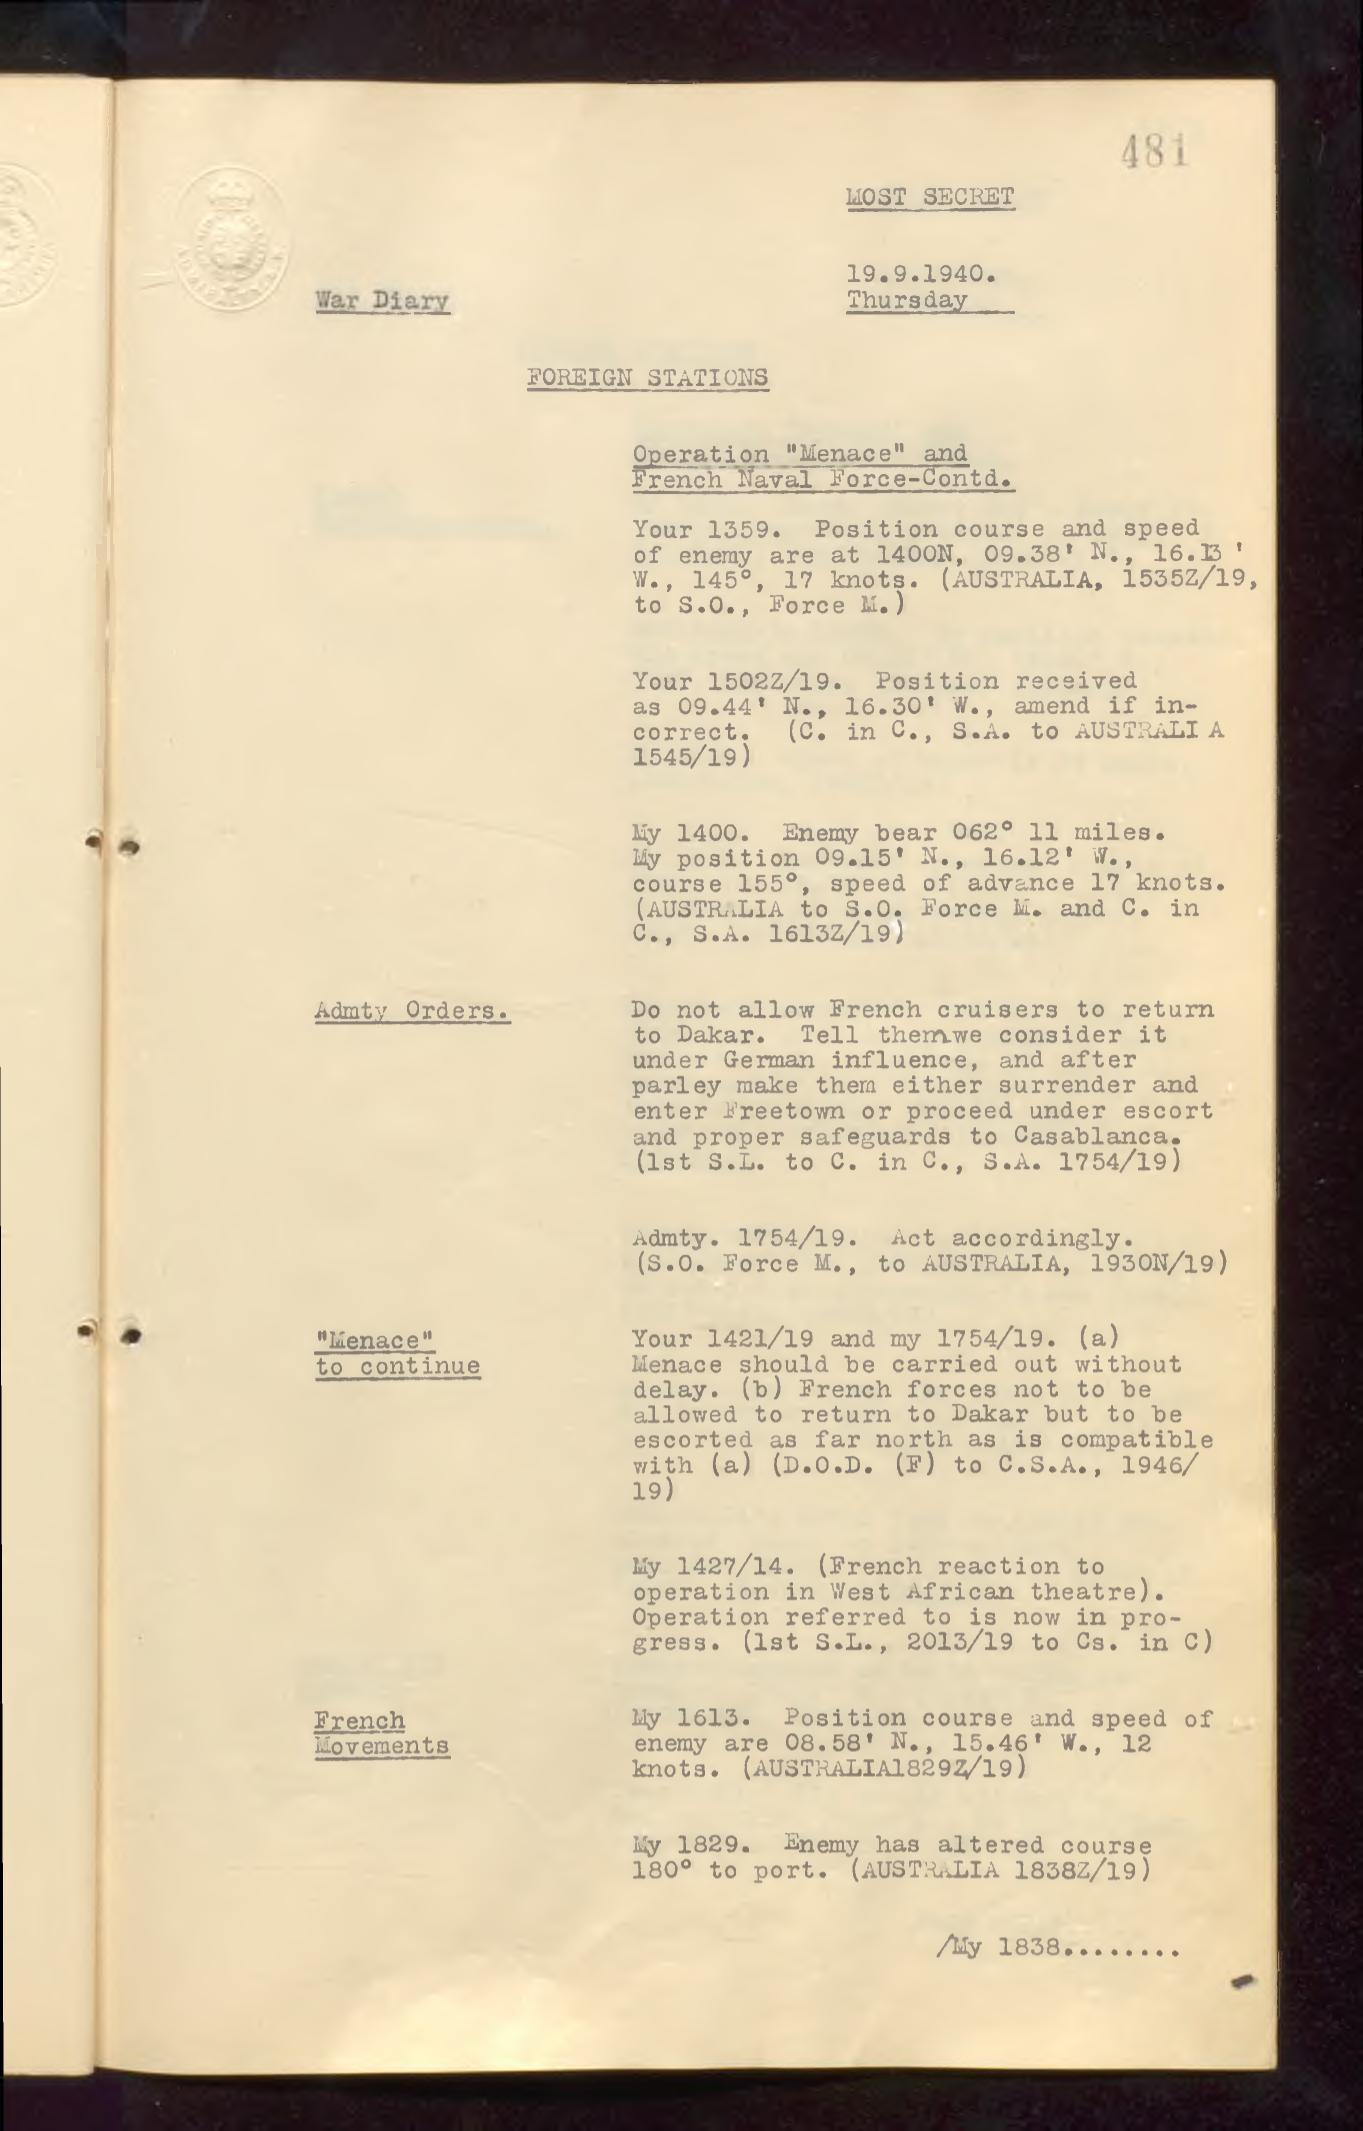 481
MOST SECRET
19.9.1940.
Thursday
War Diary
FOREIGN STATIONS
Operation "Menace" and
French Naval Force-Contd.
Your 1359. Position course and speed
of enemy are at 1400N, 09.38' N., 16.13 '
W., 145°, 17 knots. (AUSTRALIA, 1535Z/19,
to S.O., Force M.)
Your 1502Z/19. Position received
as 09.44' N., 16.30' W., amend if in-
correct. (C. in C., S.A. to AUSTRALI A
1545/19)
My 1400. Enemy bear 062° 11 miles.
My position 09.15' N., 16.12' W.,
course 155°, speed of advance 17 knots.
(AUSTRALIA to S.O. Force M. and C. in
C., S.A. 1613Z/19)
Admty Orders.
Do not allow French cruisers to return
to Dakar. Tell them we consider it
under German influence, and after
parley make them either surrender and
enter Freetown or proceed under escort
and proper safeguards to Casablanca.
(1st S.L. to C. in C., S.A. 1754/19)
Admty. 1754/19. Act accordingly.
(S.O. Force M., to AUSTRALIA, 1930N/19)
"Menace"
to continue
Your 1421/19 and my 1754/19. (a)
Menace should be carried out without
delay. (b) French forces not to be
allowed to return to Dakar but to be
escorted as far north as is compatible
with (a) (D.O.D. (F) to C.S.A., 1946/
19)
My 1427/14. (French reaction to
operation in West African theatre).
Operation referred to is now in pro-
gress. (1st S.L., 2013/19 to Cs. in C)
French
Movements
My 1613. Position course and speed of
enemy are 08.58' N., 15.46' W., 12
knots. (AUSTRALIA1829Z/19)
My 1829. Enemy has altered course
180° to port. (AUSTRALIA 1838Z/19)
/My 1838........